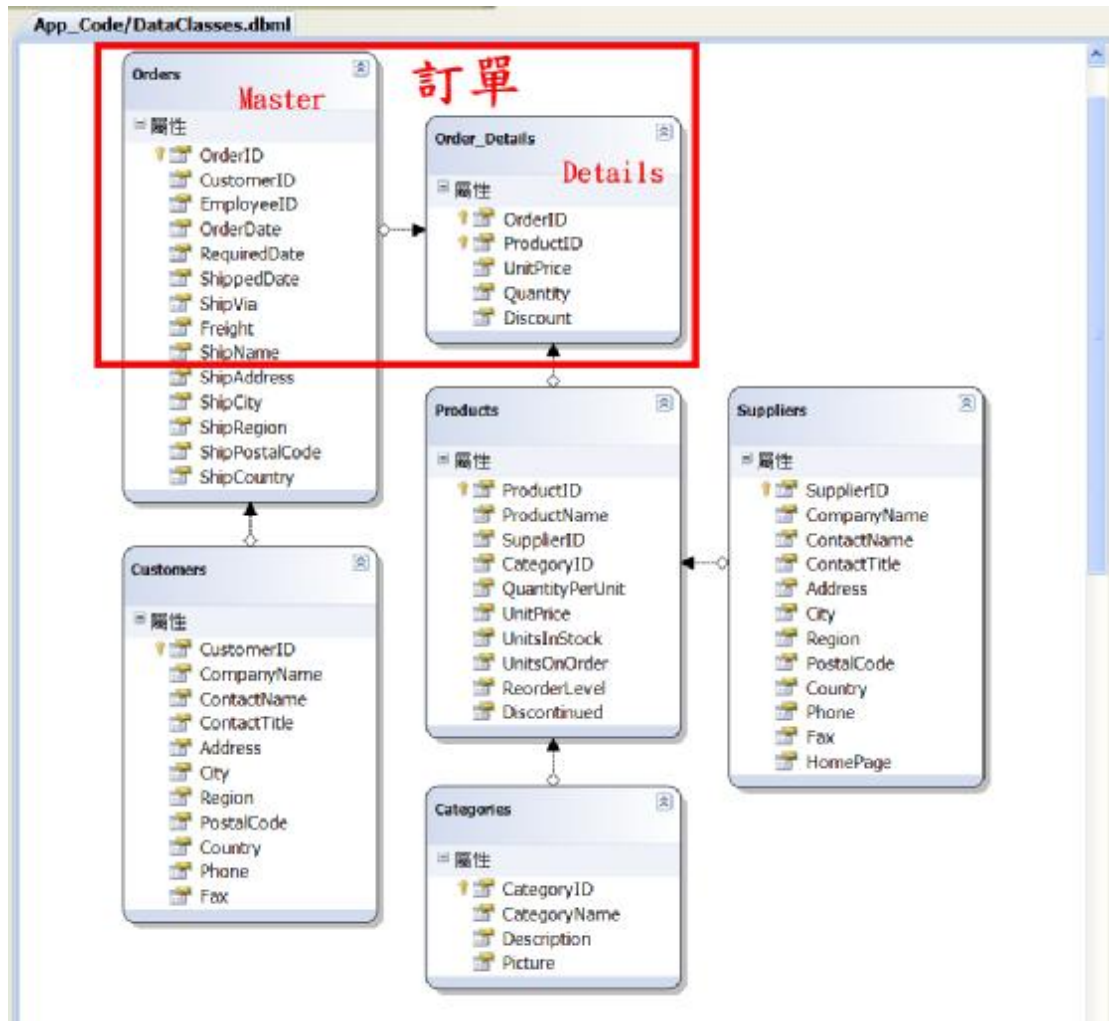 App_Code/DataClasses.dbml
Orders
Master
訂單
屬性
OrderID
CustomerID
EmployeeID
OrderDate
RequiredDate
ShippedDate
ShipVia
Freight
ShipName
ShipAddress
ShipCity
ShipRegion
ShipPostalCode
ShipCountry
Order_Details
Details
屬性
OrderID
ProductID
UnitPrice
Quantity
Discount
Products
屬性
ProductID
ProductName
SupplierID
CategoryID
QuantityPerUnit
UnitPrice
UnitsInStock
UnitsOnOrder
ReorderLevel
Discontinued
Suppliers
屬性
SupplierID
CompanyName
ContactName
ContactTitle
Address
City
Region
PostalCode
Country
Phone
Fax
HomePage
Customers
屬性
CustomerID
CompanyName
ContactName
ContactTitle
Address
City
Region
PostalCode
Country
Phone
Fax
Categories
屬性
CategoryID
CategoryName
Description
Picture